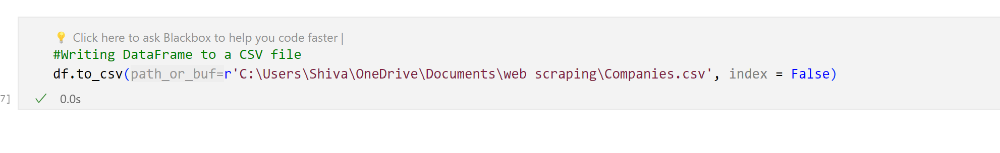 💡 Click here to ask Blackbox to help you code faster |
#Writing DataFrame to a CSV file
df.to_csv(path_or_buf=r'C:\Users\Shiva\OneDrive\Documents\web scraping\Companies.csv', index = False)
7] ✓ 0.0s